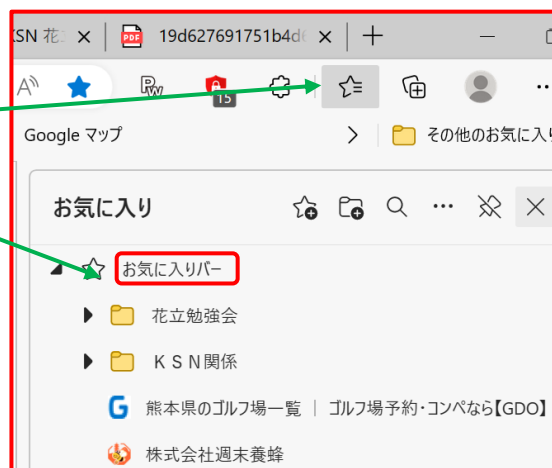 KSN 花 19d627691751b4d6
15
Google マップ その他のお気に入り
お気に入り
お気に入りバー
花立勉強会
ＫＳＮ関係
熊本県のゴルフ場一覧 | ゴルフ場予約・コンペなら【GDO】
株式会社週末養蜂